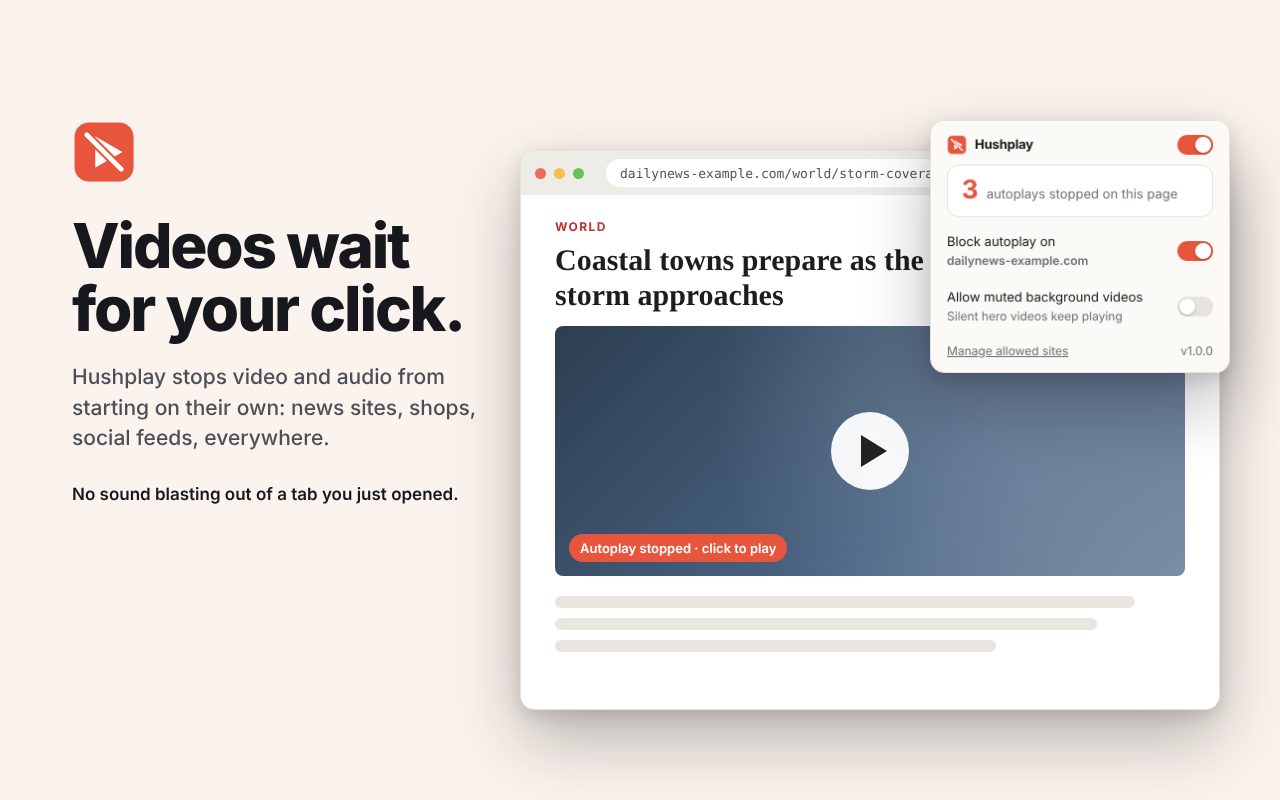 Videos wait
for your click.
Hushplay stops video and audio from
starting on their own: news sites, shops,
social feeds, everywhere.
No sound blasting out of a tab you just opened.
dailynews-example.com/world/storm-covera
WORLD
Coastal towns prepare as the
storm approaches
Autoplay stopped · click to play
Hushplay
3 autoplays stopped on this page
Block autoplay on
dailynews-example.com
Allow muted background videos
Silent hero videos keep playing
Manage allowed sites v1.0.0